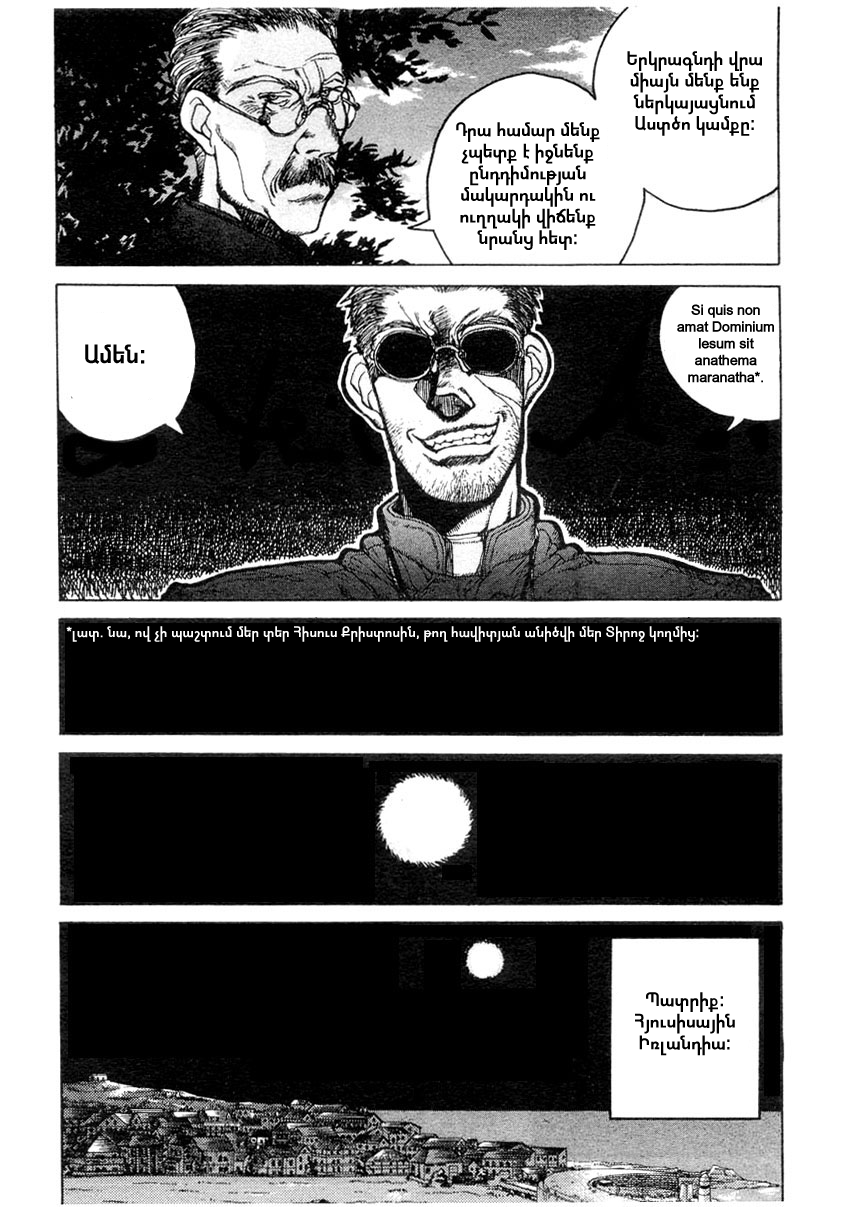 Երկրագնդի վրա
միայն մենք ենք
ներկայացնում
Աստծո կամքը:
Դրա համար մենք
չպետք է իջնենք
ընդդիմության
մակարդակին ու
ուղղակի վիճենք
նրանց հետ:
Si quis non
amat Dominium
Iesum sit
anathema
maranatha*.
Ամեն:
*լատ. նա, ով չի պաշտում մեր տեր Հիսուս Քրիստոսին, թող հավիտյան անիծվի մեր Տիրոջ կողմից:
Պատրիք:
Հյուսիսային
Իռլանդիա: